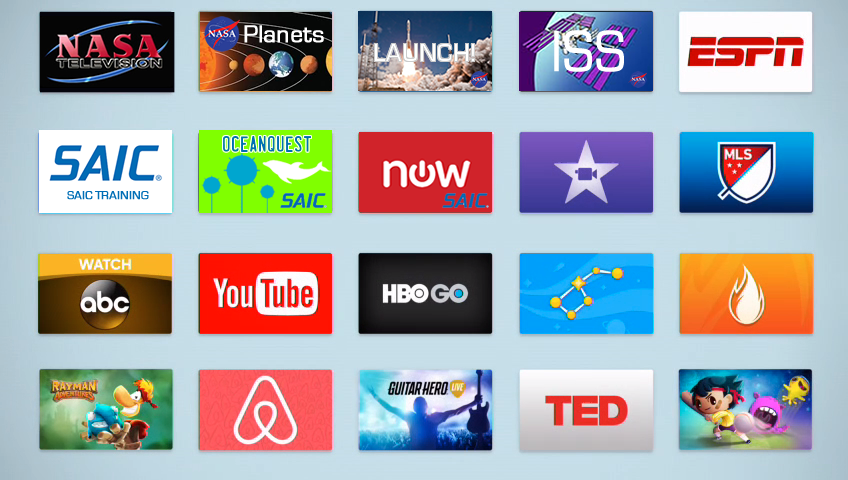 NASA
TELEVISION
NASA
Planets
LAUNCH!
NASA
ISS
NASA
ESPN
SAIC®
SAIC TRAINING
OCEANQUEST
SAIC
now
SAIC
MLS
WATCH
abc
YouTube
HBO GO
RAYMAN
ADVENTURES
GUITAR HERO LIVE
TED